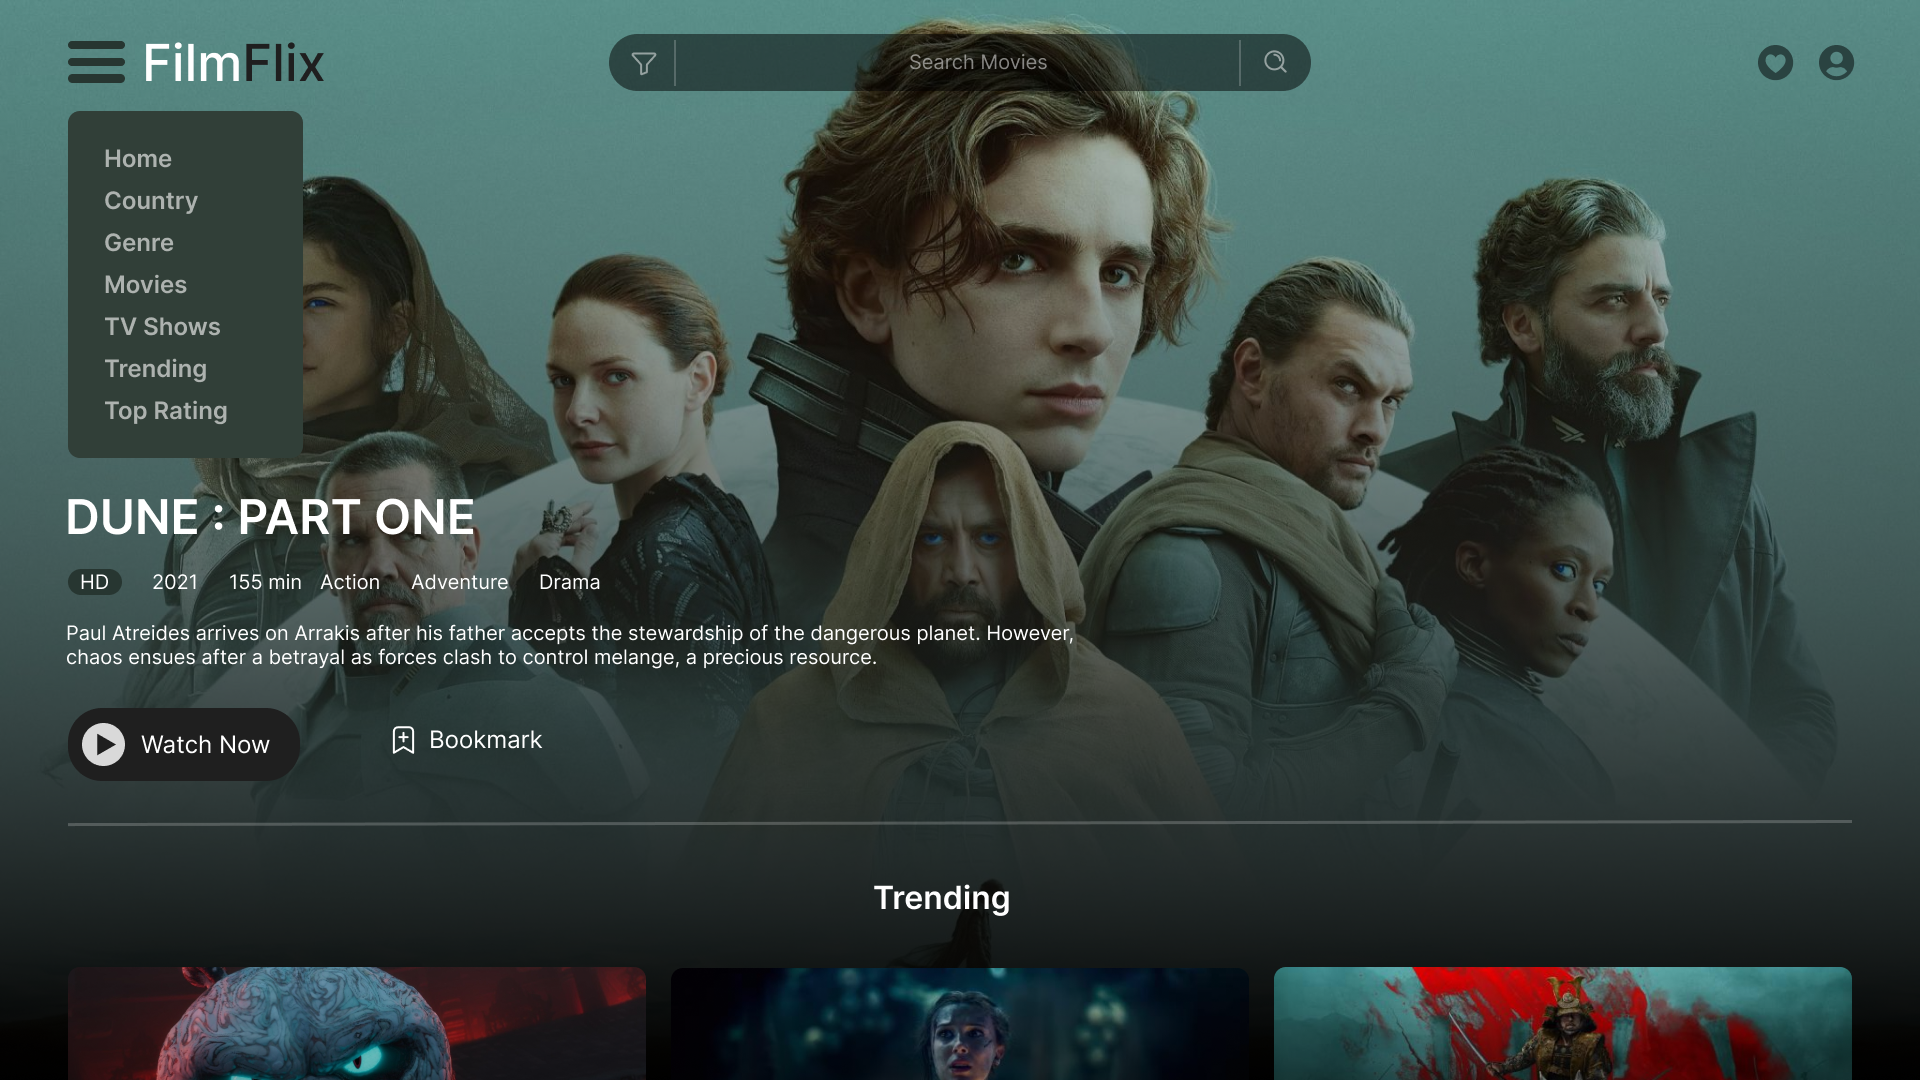 FilmFlix
Search Movies
Home
Country
Genre
Movies
TV Shows
Trending
Top Rating
DUNE : PART ONE
HD 2021 155 min Action Adventure Drama
Paul Atreides arrives on Arrakis after his father accepts the stewardship of the dangerous planet. However,
chaos ensues after a betrayal as forces clash to control melange, a precious resource.
Watch Now Bookmark
Trending